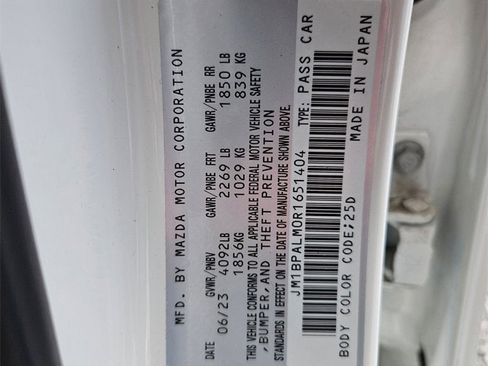 MFD. BY MAZDA MOTOR CORPORATION
DATE GVWR/PNBV GAWR/PNBE FRT GAWR/PNBE RR
06/23 4092LB 2269 LB 1850 LB
1856KG 1029 KG 839 KG
THIS VEHICLE CONFORMS TO ALL APPLICABLE FEDERAL MOTOR VEHICLE SAFETY
,BUMPER,AND THEFT PREVENTION
STANDARDS IN EFFECT ON THE DATE OF MANUFACTURE SHOWN ABOVE.
JM1BPALM0R1651404 TYPE: PASS CAR
BODY COLOR CODE;25D MADE IN JAPAN